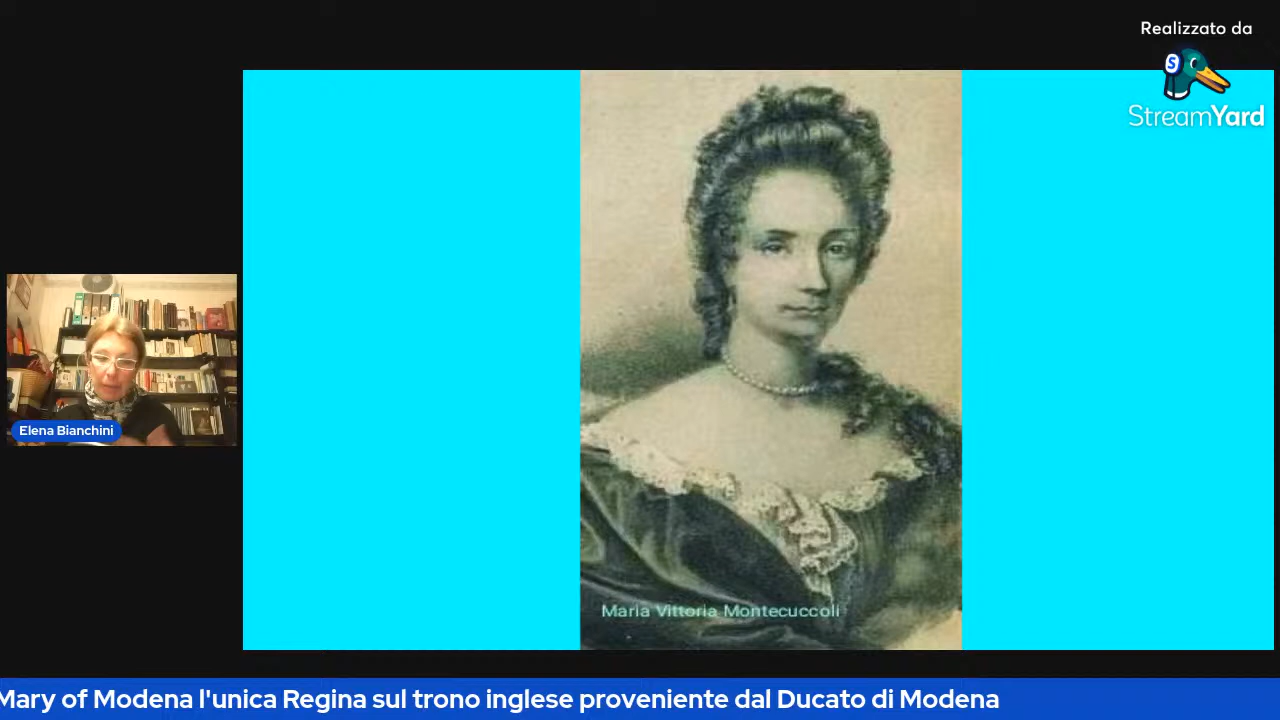 Realizzato da
StreamYard
Elena Bianchini
Maria Vittoria Montecuccoli
Mary of Modena l'unica Regina sul trono inglese proveniente dal Ducato di Modena